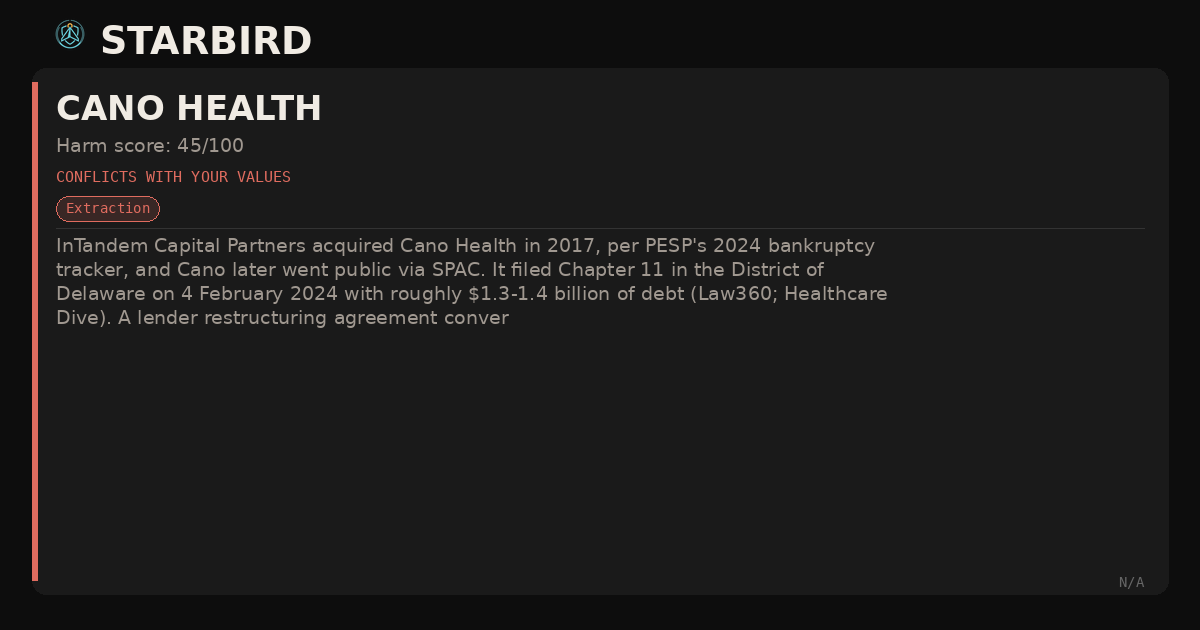 STARBIRD
CANO HEALTH
Harm score: 45/100
CONFLICTS WITH YOUR VALUES
Extraction
InTandem Capital Partners acquired Cano Health in 2017, per PESP's 2024 bankruptcy
tracker, and Cano later went public via SPAC. It filed Chapter 11 in the District of
Delaware on 4 February 2024 with roughly $1.3-1.4 billion of debt (Law360; Healthcare
Dive). A lender restructuring agreement conver
N/A